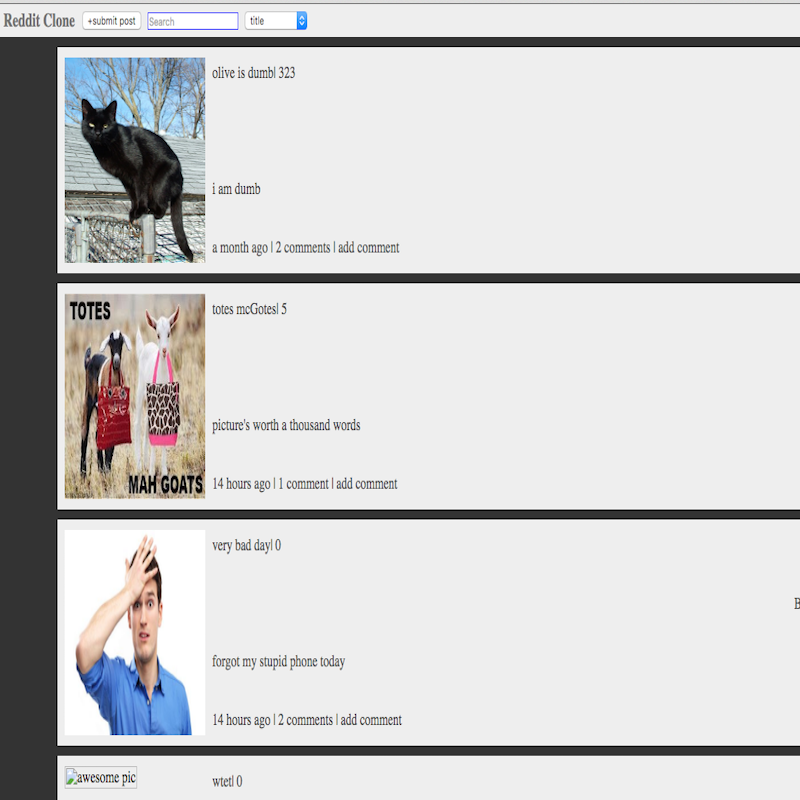 Reddit Clone +submit post Search title
olive is dumb| 323
i am dumb
a month ago | 2 comments | add comment
TOTES
MAH GOATS
totes mcGotes| 5
picture's worth a thousand words
14 hours ago | 1 comment | add comment
very bad day| 0
B
forgot my stupid phone today
14 hours ago | 2 comments | add comment
awesome pic
wtet| 0